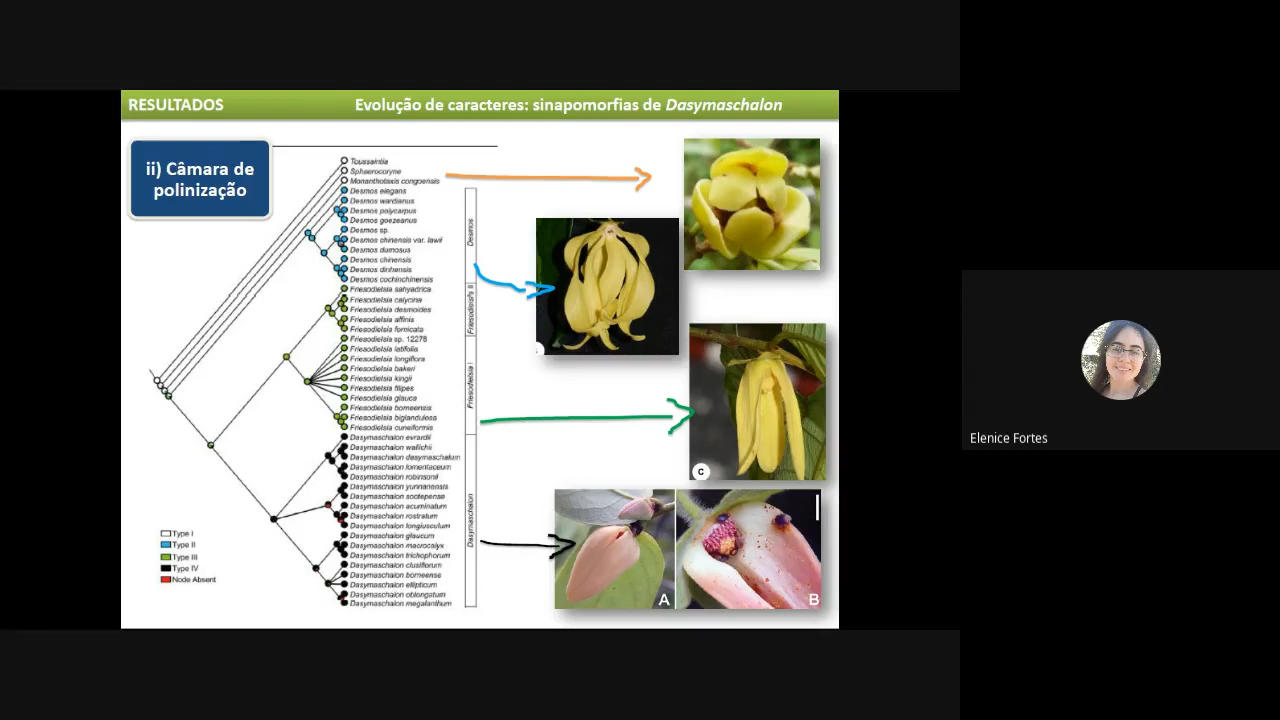 RESULTADOS
Evolução de caracteres: sinapomorfias de Dasymaschalon
ii) Câmara de
polinização
Toussaintia
Sphaerocoryne
Monanthotaxis congoensis
Desmos elegans
Desmos wardianus
Desmos polycarpus
Desmos goezeanus
Desmos sp.
Desmos chinensis var. lawii
Desmos dumosus
Desmos chinensis
Desmos dinhensis
Desmos cochinchinensis
Friesodielsia sahyadrica
Friesodielsia calycina
Friesodielsia desmoides
Friesodielsia affinis
Friesodielsia fornicata
Friesodielsia sp. 12278
Friesodielsia latifolia
Friesodielsia longiflora
Friesodielsia bakeri
Friesodielsia kingii
Friesodielsia filipes
Friesodielsia glauca
Friesodielsia borneensis
Friesodielsia biglandulosa
Friesodielsia cuneiformis
Dasymaschalon evrardii
Dasymaschalon wallichii
Dasymaschalon dasymaschalum
Dasymaschalon lomentaceum
Dasymaschalon robinsonii
Dasymaschalon yunnanensis
Dasymaschalon sootepense
Dasymaschalon acuminatum
Dasymaschalon rostratum
Dasymaschalon longiusculum
Dasymaschalon glaucum
Dasymaschalon macrocalyx
Dasymaschalon trichophorum
Dasymaschalon clusiflorum
Dasymaschalon borneense
Dasymaschalon ellipticum
Dasymaschalon oblongatum
Dasymaschalon megalanthum
Desmos
Friesodielsia II
Friesodielsia I
Dasymaschalon
Type I
Type II
Type III
Type IV
Node Absent
C
A
B
Elenice Fortes